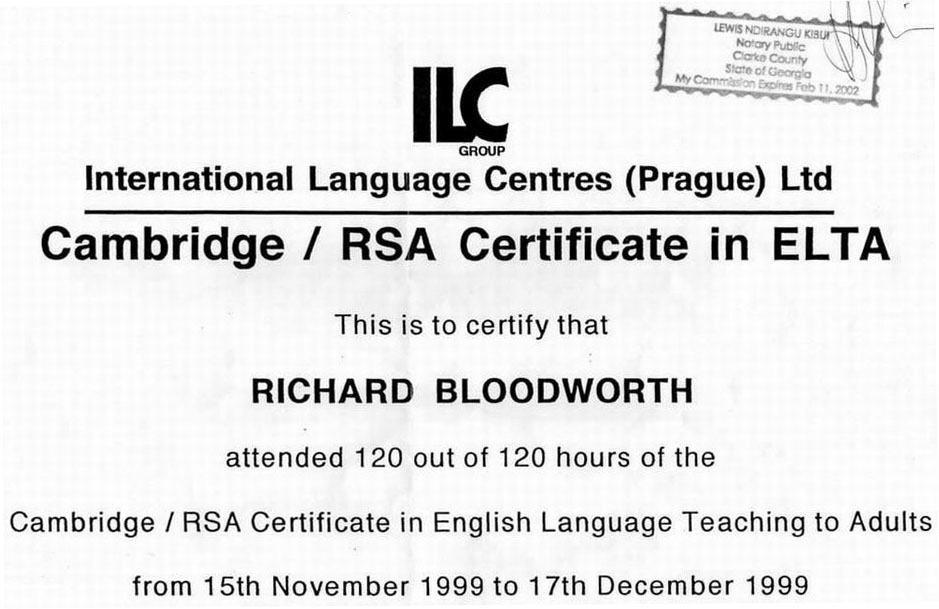 LEWIS NDIRANGU KIBUI
Notary Public
Clarke County
State of Georgia
My Commission Expires Feb 11, 2002
ILC
GROUP
International Language Centres (Prague) Ltd
Cambridge / RSA Certificate in ELTA
This is to certify that
RICHARD BLOODWORTH
attended 120 out of 120 hours of the
Cambridge / RSA Certificate in English Language Teaching to Adults
from 15th November 1999 to 17th December 1999